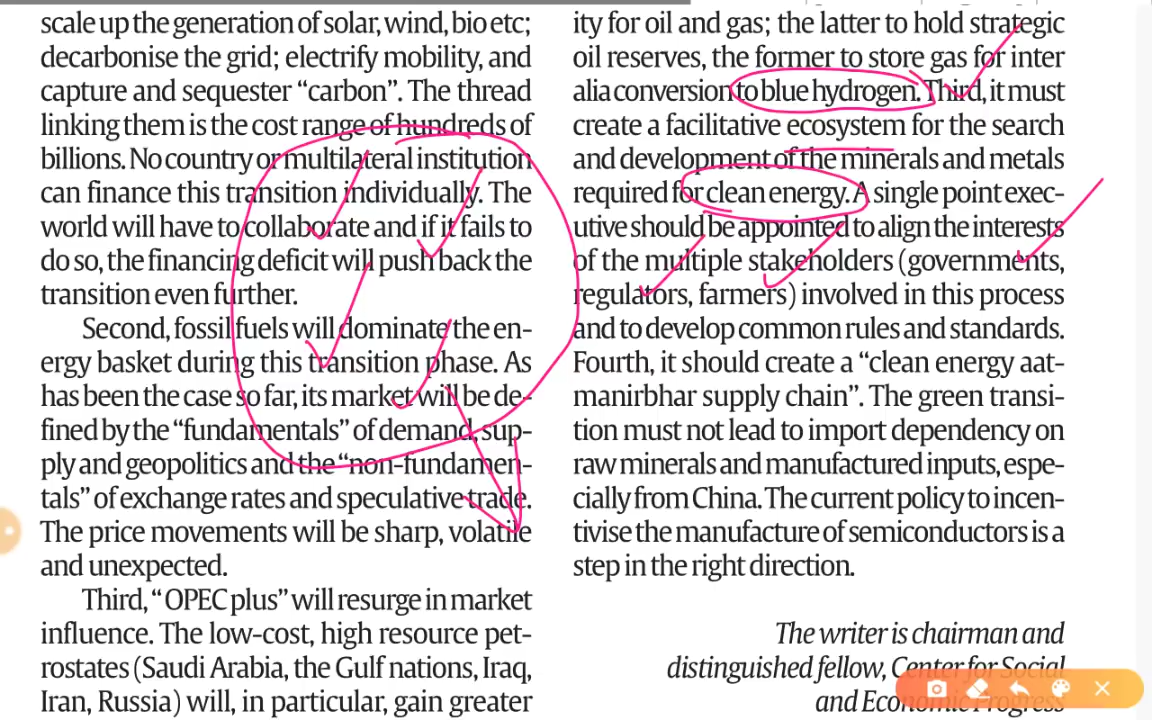 scale up the generation of solar, wind, bio etc;
decarbonise the grid; electrify mobility, and
capture and sequester “carbon”. The thread
linking them is the cost range of hundreds of
billions. No country or multilateral institution
can finance this transition individually. The
world will have to collaborate and if it fails to
do so, the financing deficit will push back the
transition even further.
Second, fossil fuels will dominate the en-
ergy basket during this transition phase. As
has been the case so far, its market will be de-
fined by the “fundamentals” of demand, sup-
ply and geopolitics and the “non-fundamen-
tals” of exchange rates and speculative trade.
The price movements will be sharp, volatile
and unexpected.
Third, “OPEC plus” will resurge in market
influence. The low-cost, high resource pet-
rostates (Saudi Arabia, the Gulf nations, Iraq,
Iran, Russia) will, in particular, gain greater
ity for oil and gas; the latter to hold strategic
oil reserves, the former to store gas for inter
alia conversion to blue hydrogen. Third, it must
create a facilitative ecosystem for the search
and development of the minerals and metals
required for clean energy. A single point exec-
utive should be appointed to align the interests
of the multiple stakeholders (governments,
regulators, farmers) involved in this process
and to develop common rules and standards.
Fourth, it should create a “clean energy aat-
manirbhar supply chain”. The green transi-
tion must not lead to import dependency on
raw minerals and manufactured inputs, espe-
cially from China. The current policy to incen-
tivise the manufacture of semiconductors is a
step in the right direction.
The writer is chairman and
distinguished fellow, Center for Social
and Economic Progress